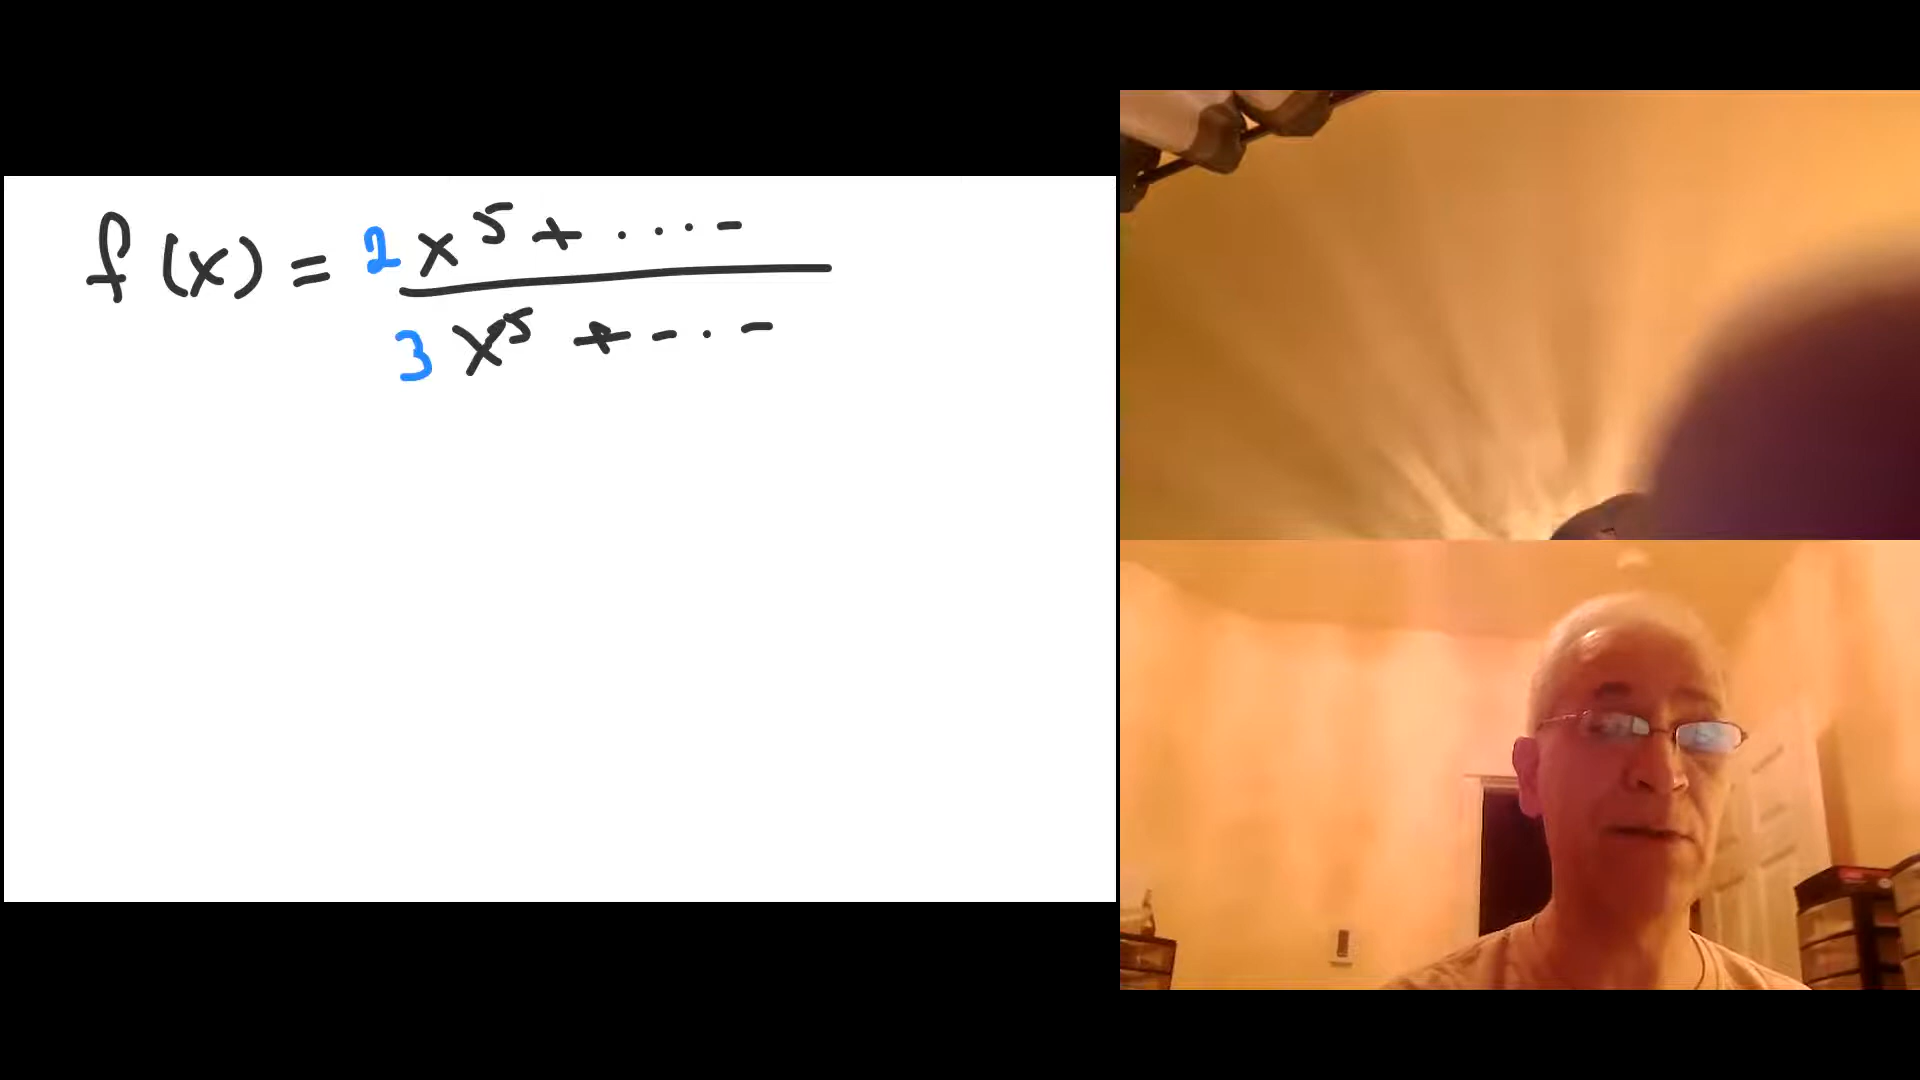 f(x) = 2x⁵ + .... -
3x⁵ + - . -